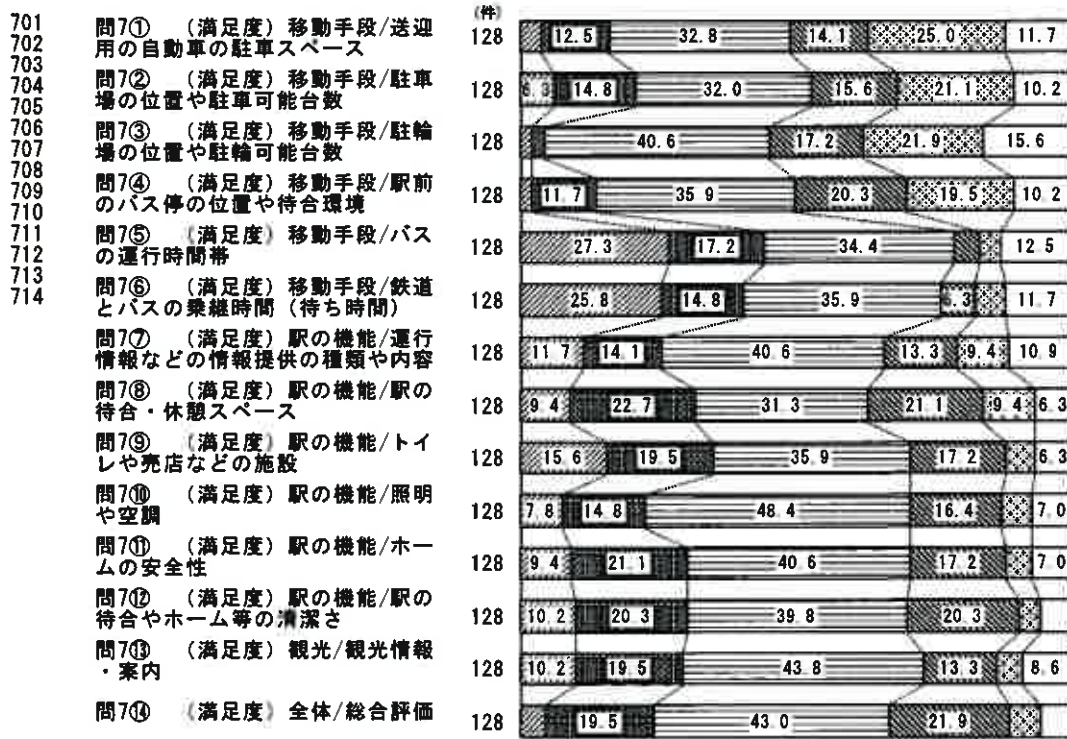 (件)
701
702
703
704
705
706
707
708
709
710
711
712
713
714
問7① (満足度) 移動手段/送迎
用の自動車の駐車スペース
128 12.5 32.8 14.1 25.0 11.7
問7② (満足度) 移動手段/駐車
場の位置や駐車可能台数
128 6.3 14.8 32.0 15.6 21.1 10.2
問7③ (満足度) 移動手段/駐輪
場の位置や駐輪可能台数
128 40.6 17.2 21.9 15.6
問7④ (満足度) 移動手段/駅前
のバス停の位置や待合環境
128 11.7 35.9 20.3 19.5 10.2
問7⑤ (満足度) 移動手段/バス
の運行時間帯
128 27.3 17.2 34.4 12.5
問7⑥ (満足度) 移動手段/鉄道
とバスの乗継時間 (待ち時間)
128 25.8 14.8 35.9 6.3 11.7
問7⑦ (満足度) 駅の機能/運行
情報などの情報提供の種類や内容
128 11.7 14.1 40.6 13.3 9.4 10.9
問7⑧ (満足度) 駅の機能/駅の
待合・休憩スペース
128 9.4 22.7 31.3 21.1 9.4 6.3
問7⑨ (満足度) 駅の機能/トイ
レや売店などの施設
128 15.6 19.5 35.9 17.2 6.3
問7⑩ (満足度) 駅の機能/照明
や空調
128 7.8 14.8 48.4 16.4 7.0
問7⑪ (満足度) 駅の機能/ホー
ムの安全性
128 9.4 21.1 40.6 17.2 7.0
問7⑫ (満足度) 駅の機能/駅の
待合やホーム等の清潔さ
128 10.2 20.3 39.8 20.3
問7⑬ (満足度) 観光/観光情報
・案内
128 10.2 19.5 43.8 13.3 8.6
問7⑭ (満足度) 全体/総合評価
128 19.5 43.0 21.9